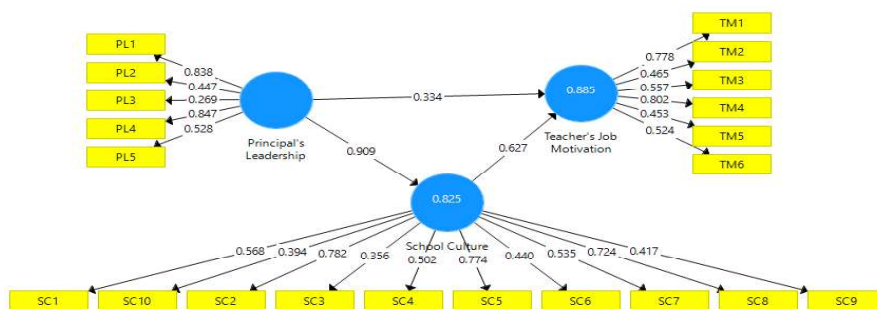 PL1
PL2
PL3
PL4
PL5
0.838
0.447
0.269
0.847
0.528
Principal's
Leadership
0.334
0.909
0.627
0.885
Teacher's Job
Motivation
0.778
0.465
0.557
0.802
0.453
0.524
TM1
TM2
TM3
TM4
TM5
TM6
0.825
School Culture
0.568
0.394
0.782
0.356
0.502
0.774
0.440
0.535
0.724
0.417
SC1
SC10
SC2
SC3
SC4
SC5
SC6
SC7
SC8
SC9